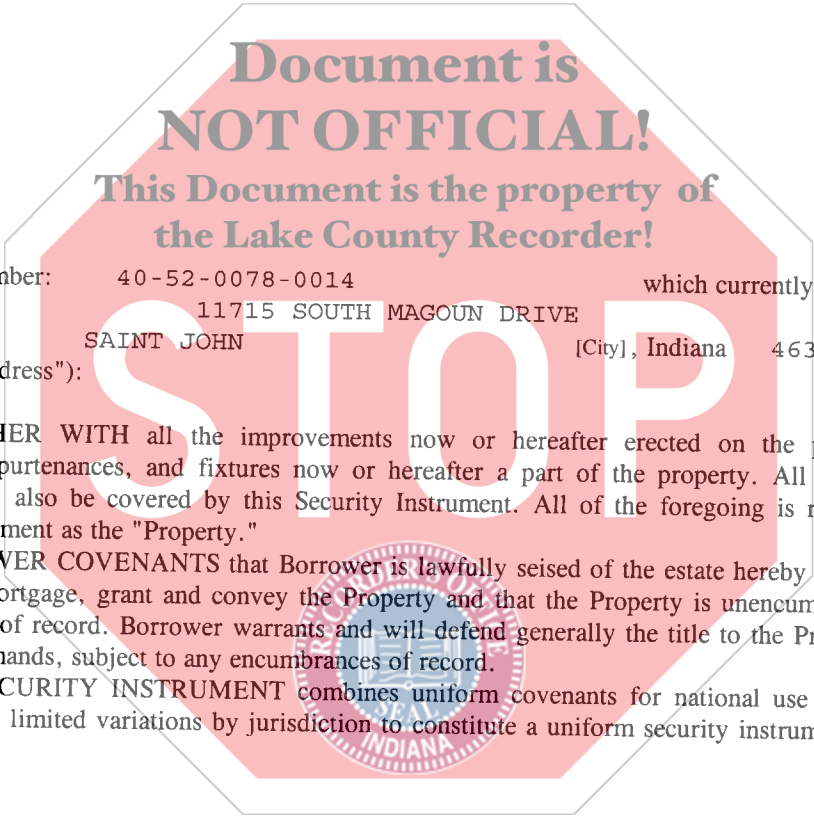 Document is
NOT OFFICIAL!
This Document is the property of
the Lake County Recorder!
mber: 40-52-0078-0014 which currently
11715 SOUTH MAGOUN DRIVE
SAINT JOHN [City], Indiana 463
dress"):
STOP
HER WITH all the improvements now or hereafter erected on the p
purtenances, and fixtures now or hereafter a part of the property. All
also be covered by this Security Instrument. All of the foregoing is r
ment as the "Property."
WER COVENANTS that Borrower is lawfully seised of the estate hereby
ortgage, grant and convey the Property and that the Property is unencum
of record. Borrower warrants and will defend generally the title to the Pr
nands, subject to any encumbrances of record.
CURITY INSTRUMENT combines uniform covenants for national use
limited variations by jurisdiction to constitute a uniform security instrum
RECORDER'S OFFICE
SEAL
INDIANA